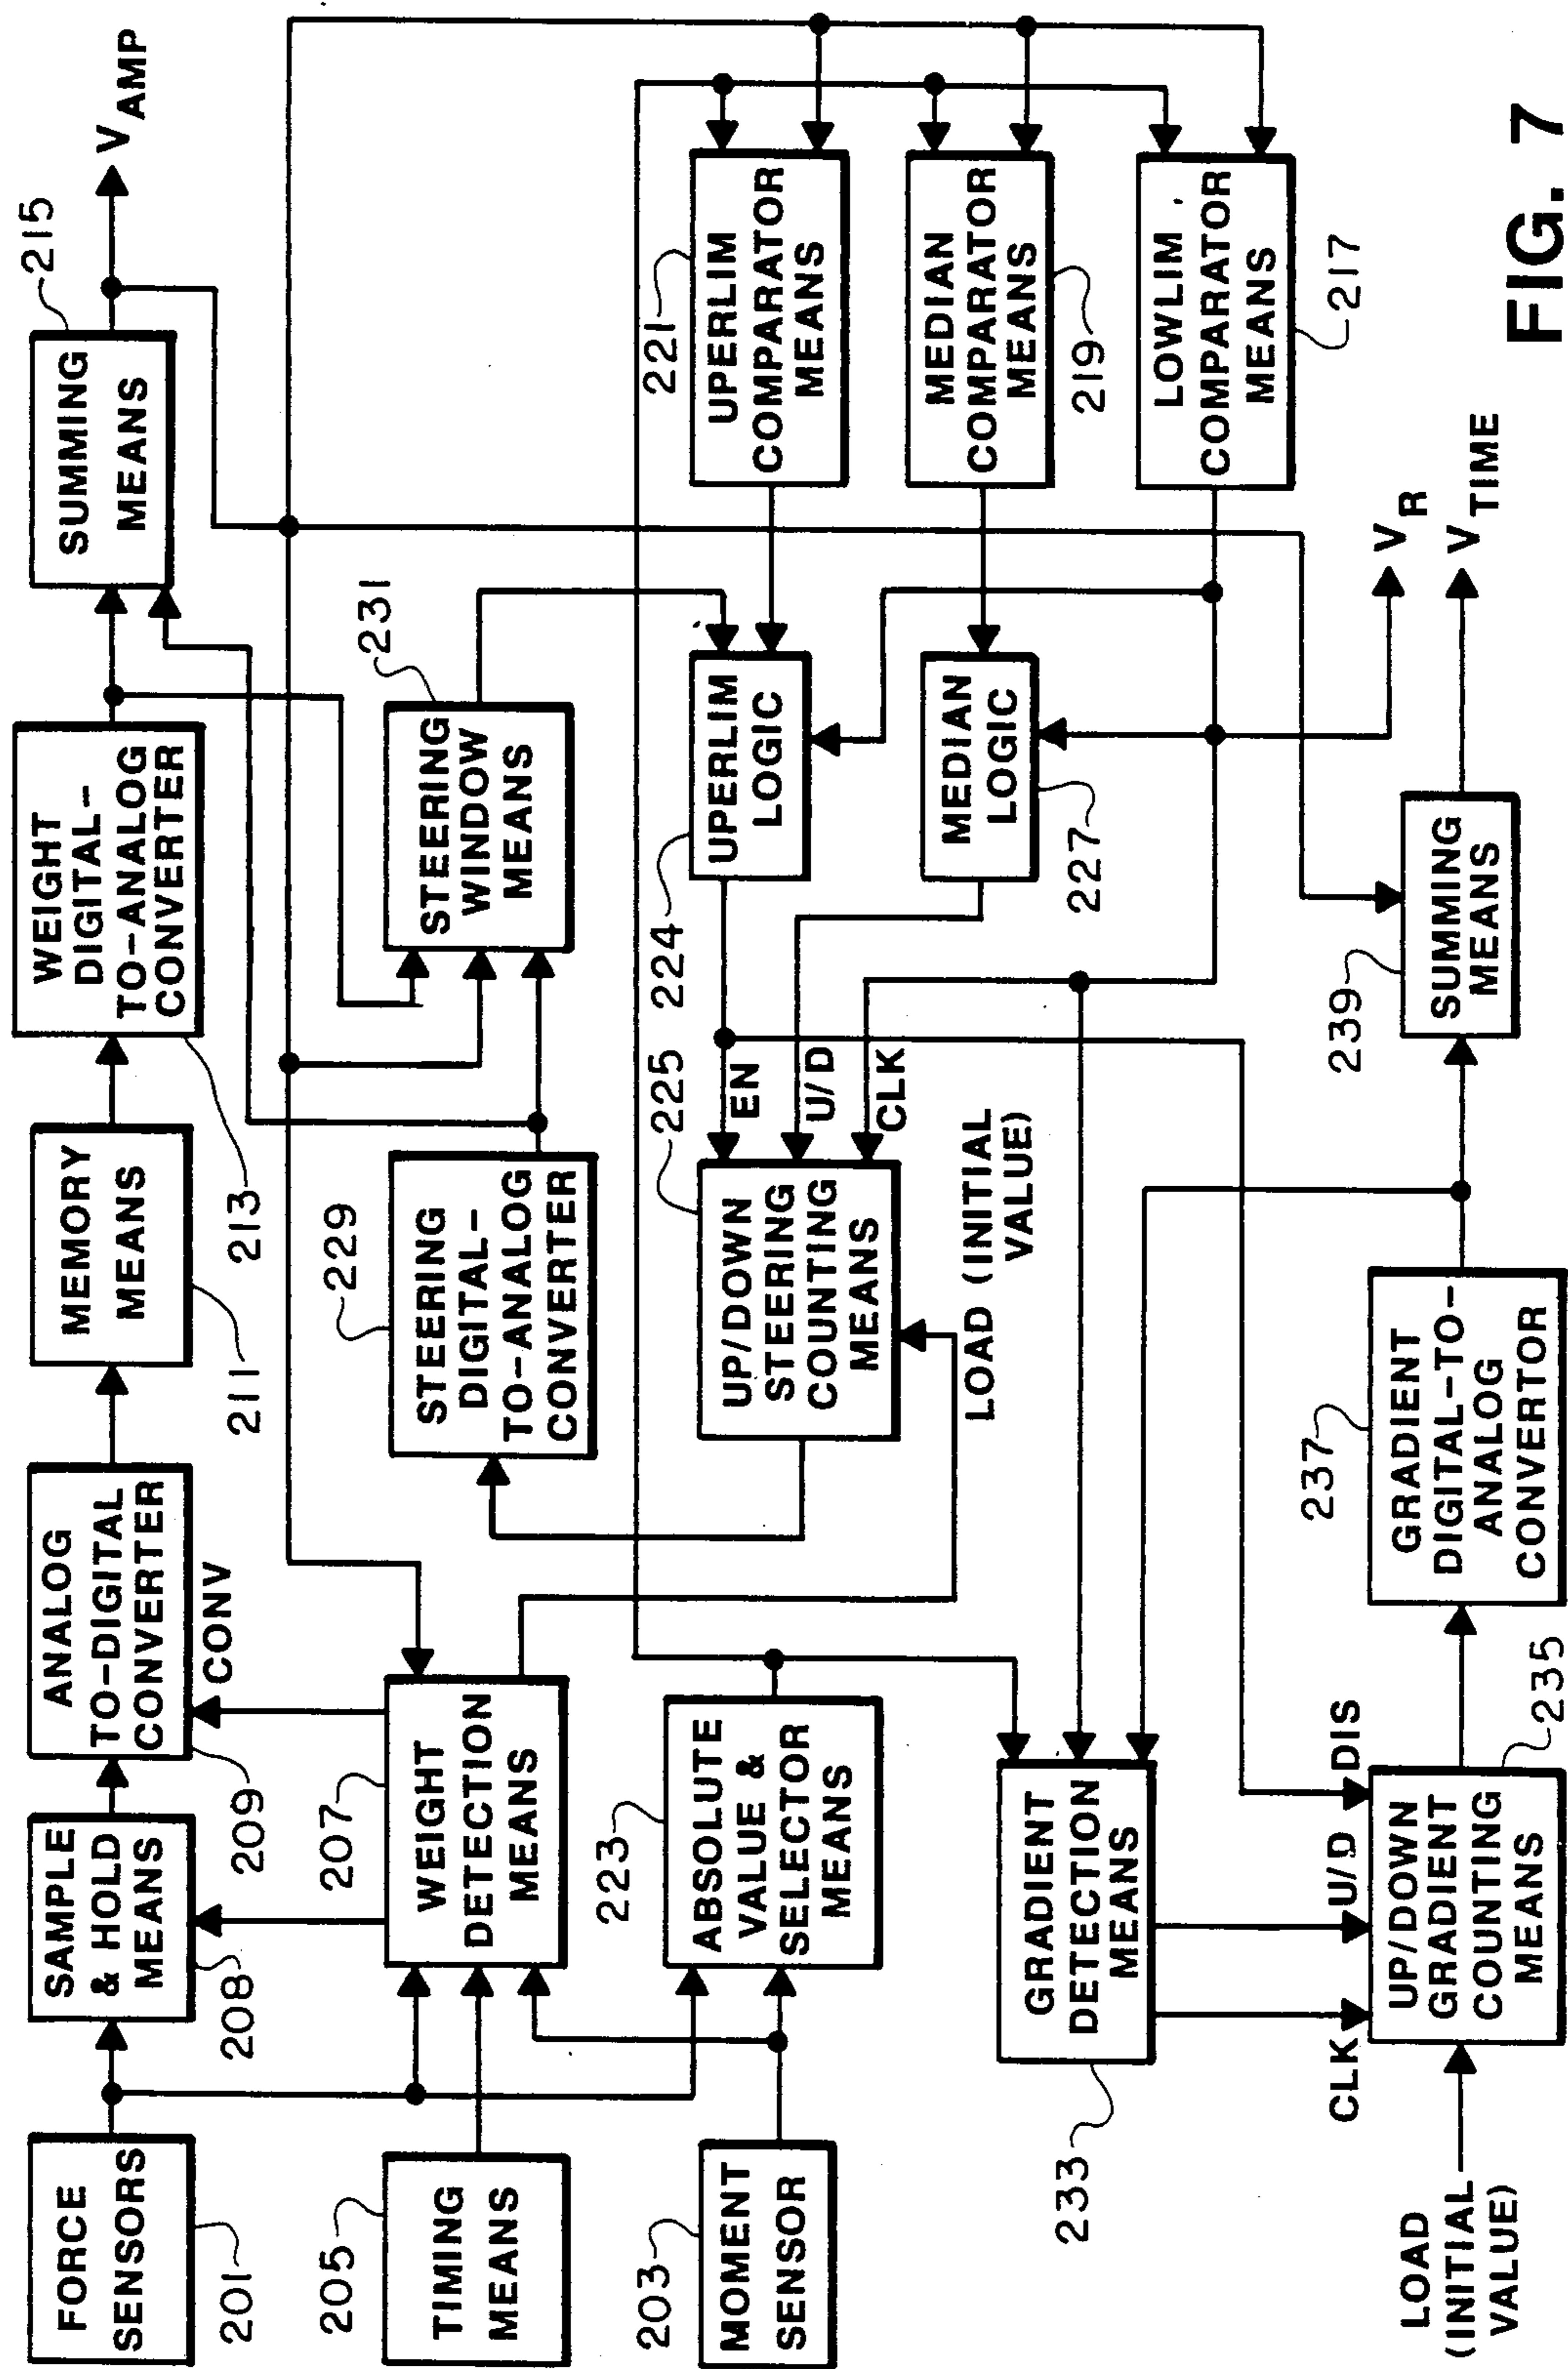 FORCE
SENSORS
201
SAMPLE
& HOLD
MEANS
208
ANALOG
TO-DIGITAL
CONVERTER
209
CONV
MEMORY
MEANS
211
WEIGHT
DIGITAL-
TO-ANALOG
CONVERTER
213
SUMMING
MEANS
215
V AMP
205
TIMING
MEANS
207
WEIGHT
DETECTION
MEANS
229
STEERING
DIGITAL-
TO-ANALOG
CONVERTER
231
STEERING
WINDOW
MEANS
203
MOMENT
SENSOR
223
ABSOLUTE
VALUE &
SELECTOR
MEANS
225
UP/DOWN
STEERING
COUNTING
MEANS
EN
U/D
CLK
LOAD (INITIAL
VALUE)
224
UPERLIM
LOGIC
221
UPERLIM
COMPARATOR
MEANS
MEDIAN
LOGIC
227
MEDIAN
COMPARATOR
MEANS
219
LOWLIM
COMPARATOR
MEANS
217
233
GRADIENT
DETECTION
MEANS
CLK
U/D
DIS
LOAD
(INITIAL
VALUE)
UP/DOWN
GRADIENT
COUNTING
MEANS
235
237
GRADIENT
DIGITAL-TO-
ANALOG
CONVERTOR
239
SUMMING
MEANS
V R
V TIME
FIG. 7